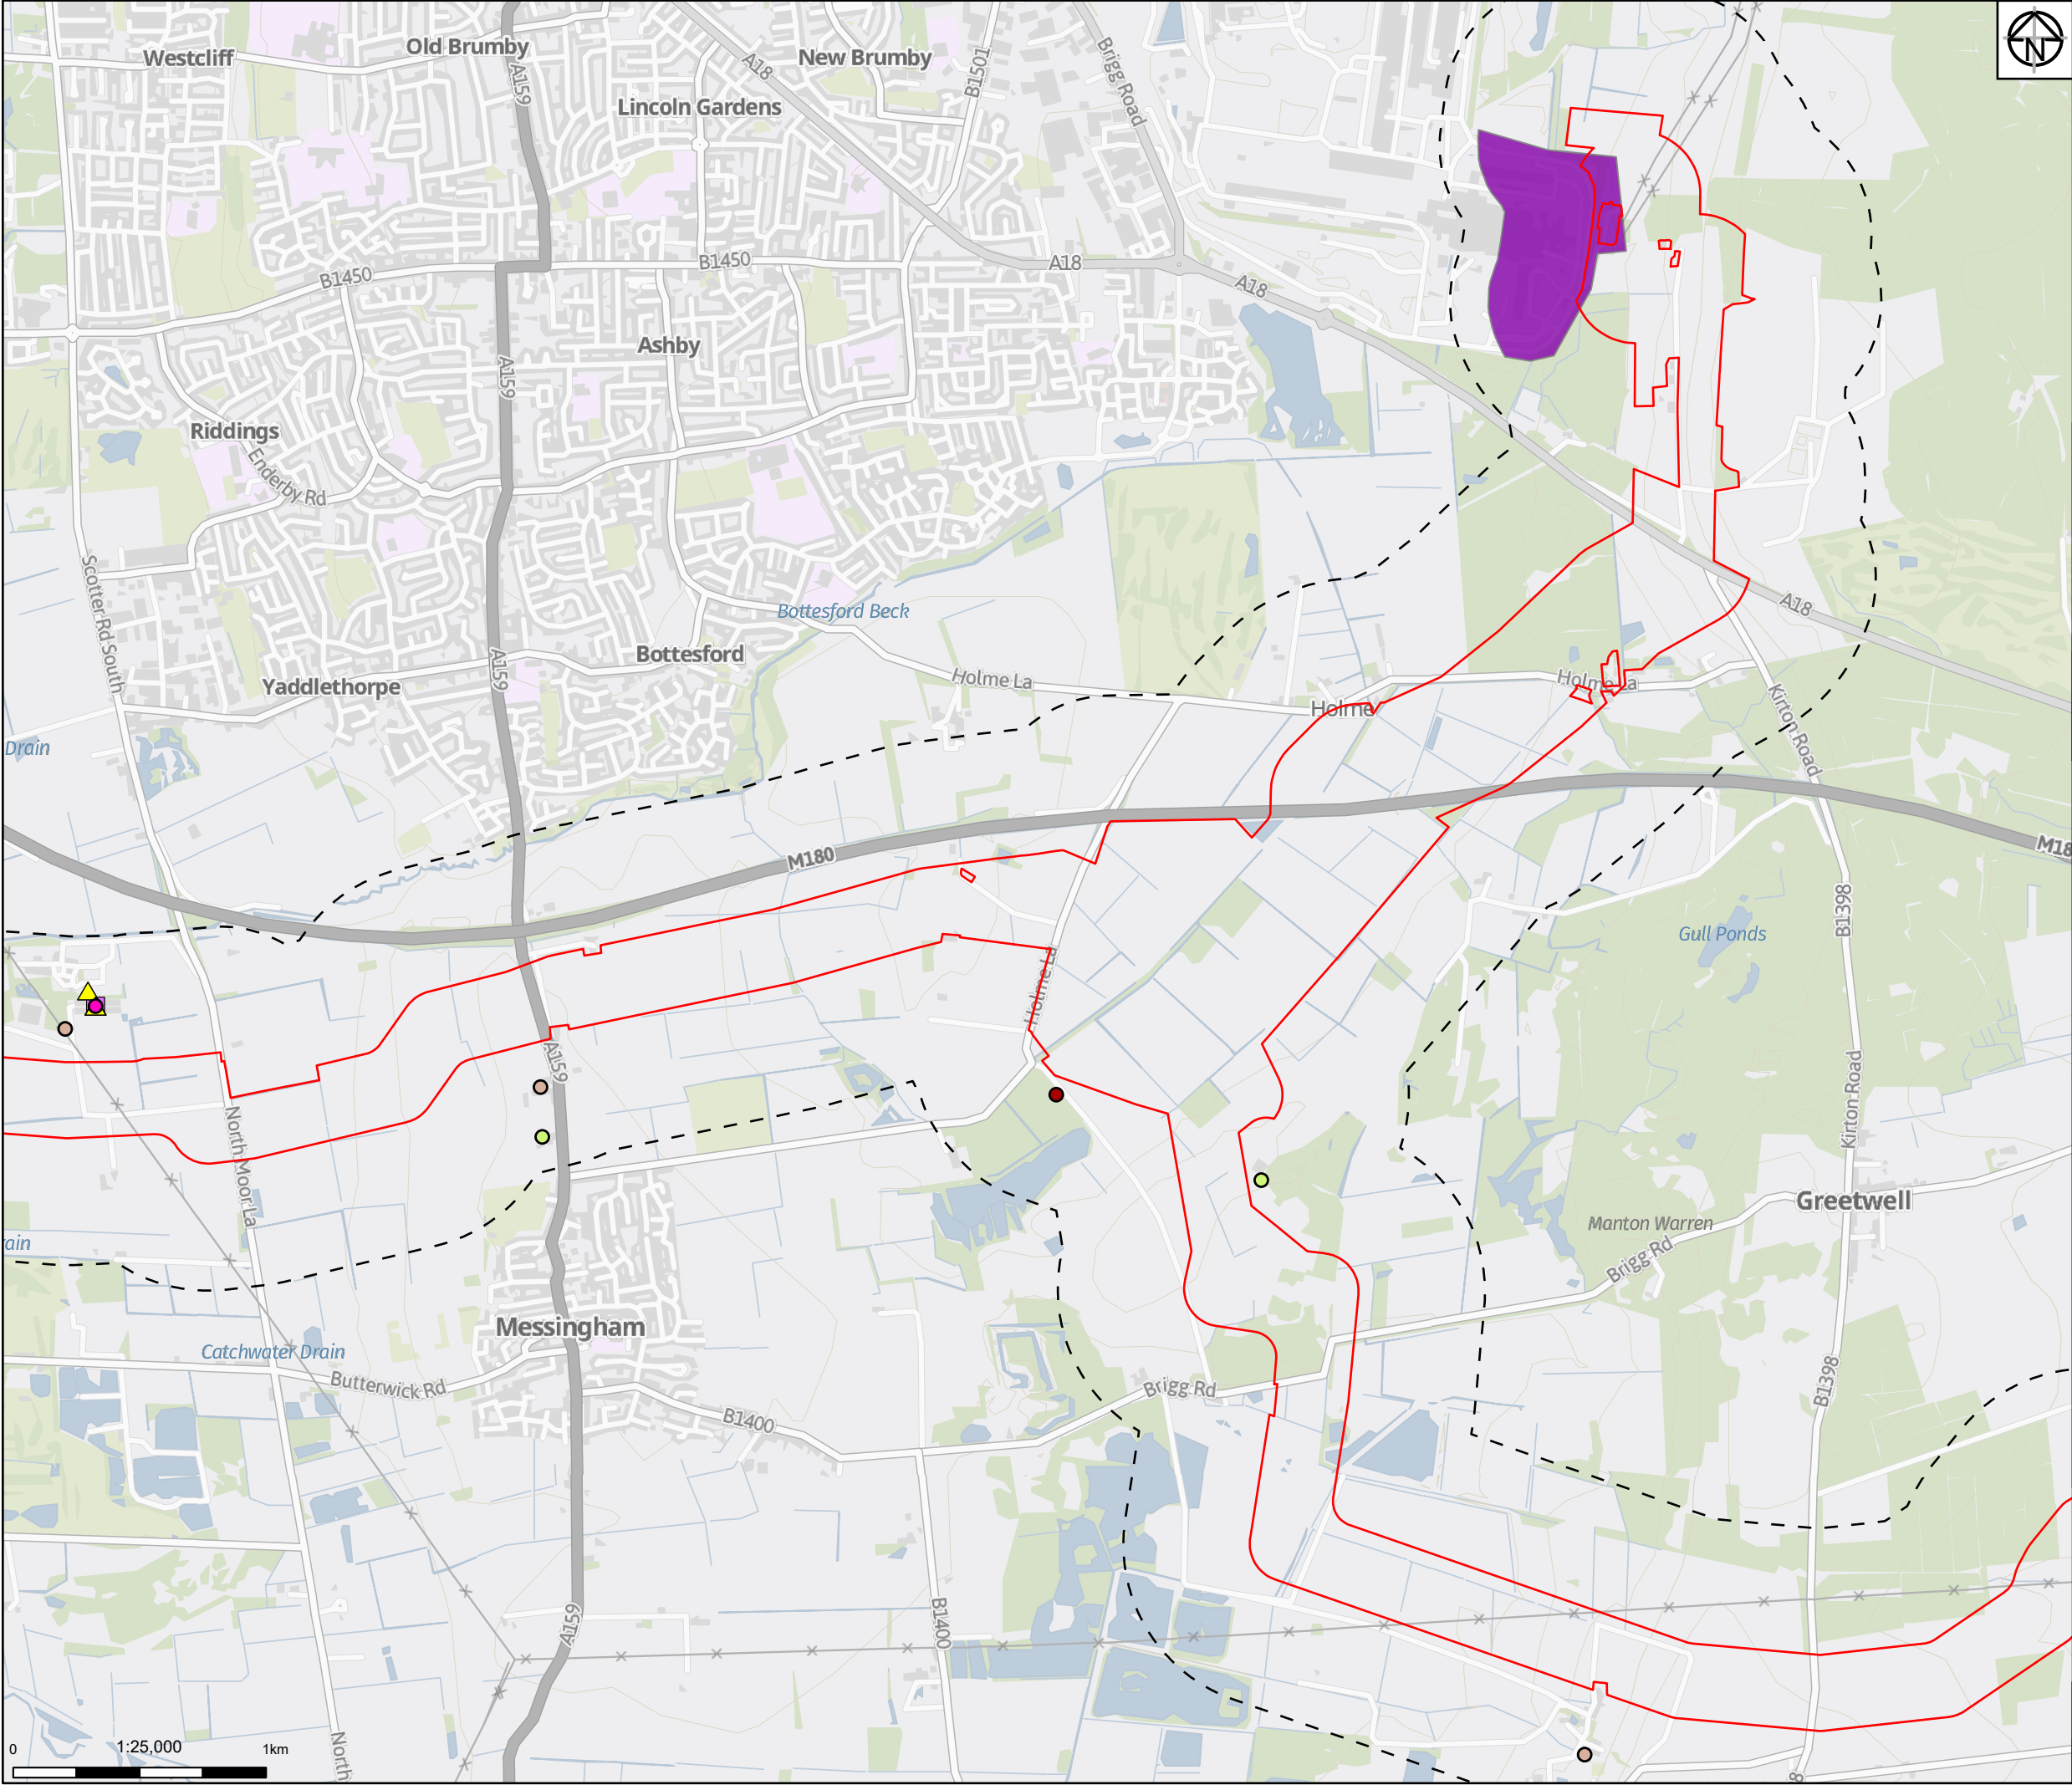 N
Westcliff
Old Brumby
New Brumby
A159
A18
B1501
Brigg Road
Lincoln Gardens
B1450
B1450
A18
A18
Ashby
A159
Riddings
Enderby Rd
Scotter Rd South
Bottesford Beck
A18
Bottesford
A159
Yaddlethorpe
Holme La
Holme La
Holme
Kirton Road
Drain
M180
M18
B1398
Gull Ponds
Holme La
A159
North Moor La
Kirton Road
Greetwell
Manton Warren
Brigg Rd
ain
Messingham
Catchwater Drain
Butterwick Rd
Brigg Rd
B1398
B1400
A159
B1400
North
0
1:25,000
1km
8